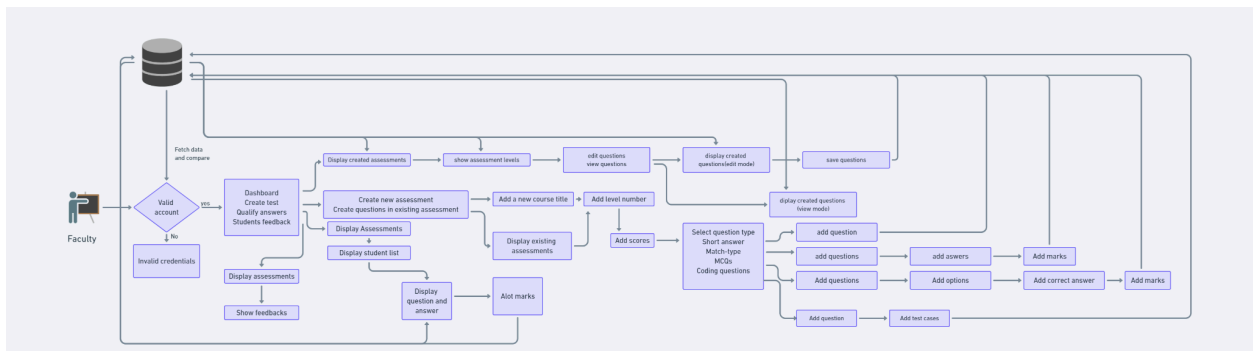 Fetch data
and compare
Faculty
Valid
account
yes
No
Invalid credentials
Dashboard
Create test
Qualify answers
Students feedback
Display created assessments
show assessment levels
edit questions
view questions
display created
questions(edit model)
save questions
diplay created questions
(view model)
Create new assessment
Create questions in existing assessment
Add a new course title
Add level number
Display existing
assessments
Add scores
Display Assessments
Display student list
Display
question and
answer
Alot marks
Display assessments
Show feedbacks
Select question type
Short answer
Match-type
MCQs
Coding questions
add question
add questions
add aswers
Add marks
Add questions
Add options
Add correct answer
Add marks
Add question
Add test cases